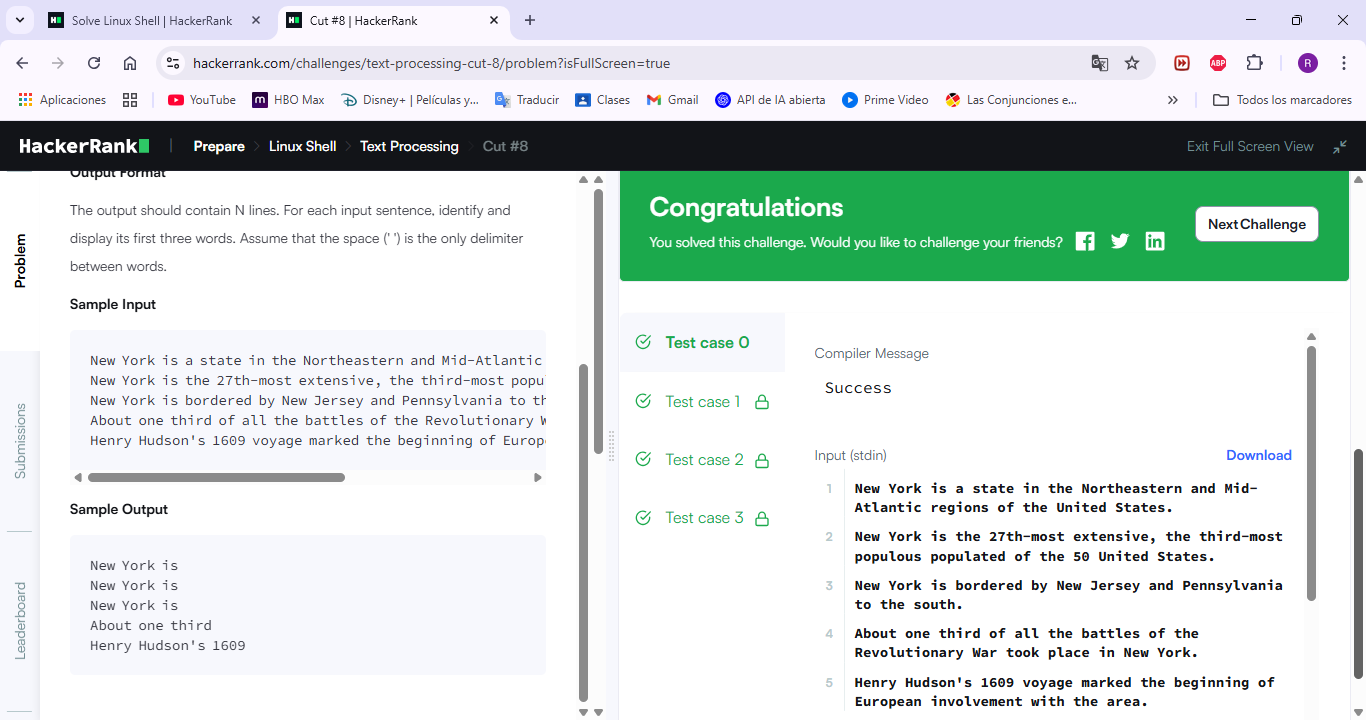 Solve Linux Shell | HackerRank
Cut #8 | HackerRank
hackerrank.com/challenges/text-processing-cut-8/problem?isFullScreen=true
ABP
R
Aplicaciones
YouTube
HBO Max
Disney+ | Películas y...
Traducir
Clases
Gmail
API de IA abierta
Prime Video
Las Conjunciones e...
Todos los marcadores
HackerRank
Prepare
Linux Shell
Text Processing
Cut #8
Exit Full Screen View
Problem
Submissions
Leaderboard
Output Format
The output should contain N lines. For each input sentence, identify and
display its first three words. Assume that the space (' ') is the only delimiter
between words.
Sample Input
New York is a state in the Northeastern and Mid-Atlantic
New York is the 27th-most extensive, the third-most popu
New York is bordered by New Jersey and Pennsylvania to th
About one third of all the battles of the Revolutionary W
Henry Hudson's 1609 voyage marked the beginning of Europe
Sample Output
New York is
New York is
New York is
About one third
Henry Hudson's 1609
Congratulations
You solved this challenge. Would you like to challenge your friends?
Next Challenge
Test case 0
Test case 1
Test case 2
Test case 3
Compiler Message
Success
Input (stdin)
Download
1 New York is a state in the Northeastern and Mid-
Atlantic regions of the United States.
2 New York is the 27th-most extensive, the third-most
populous populated of the 50 United States.
3 New York is bordered by New Jersey and Pennsylvania
to the south.
4 About one third of all the battles of the
Revolutionary War took place in New York.
5 Henry Hudson's 1609 voyage marked the beginning of
European involvement with the area.